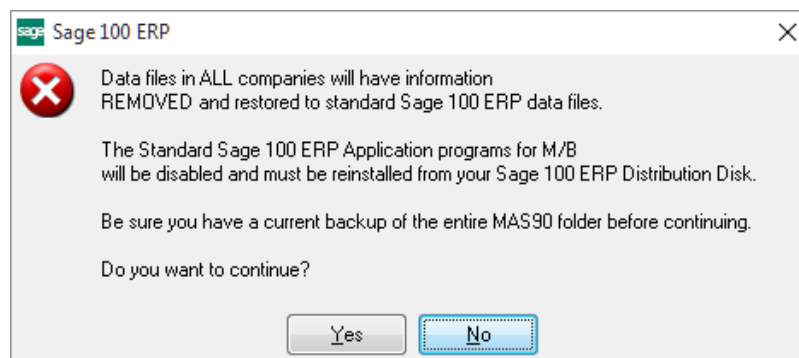 sage Sage 100 ERP
Data files in ALL companies will have information
REMOVED and restored to standard Sage 100 ERP data files.
The Standard Sage 100 ERP Application programs for M/B
will be disabled and must be reinstalled from your Sage 100 ERP Distribution Disk.
Be sure you have a current backup of the entire MAS90 folder before continuing.
Do you want to continue?
Yes No